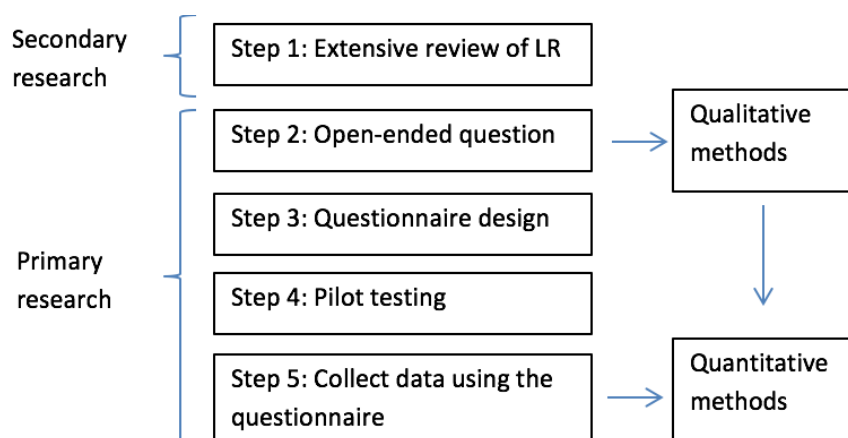 Secondary
research
Step 1: Extensive review of LR
Step 2: Open-ended question
Qualitative
methods
Step 3: Questionnaire design
Primary
research
Step 4: Pilot testing
Step 5: Collect data using the
questionnaire
Quantitative
methods